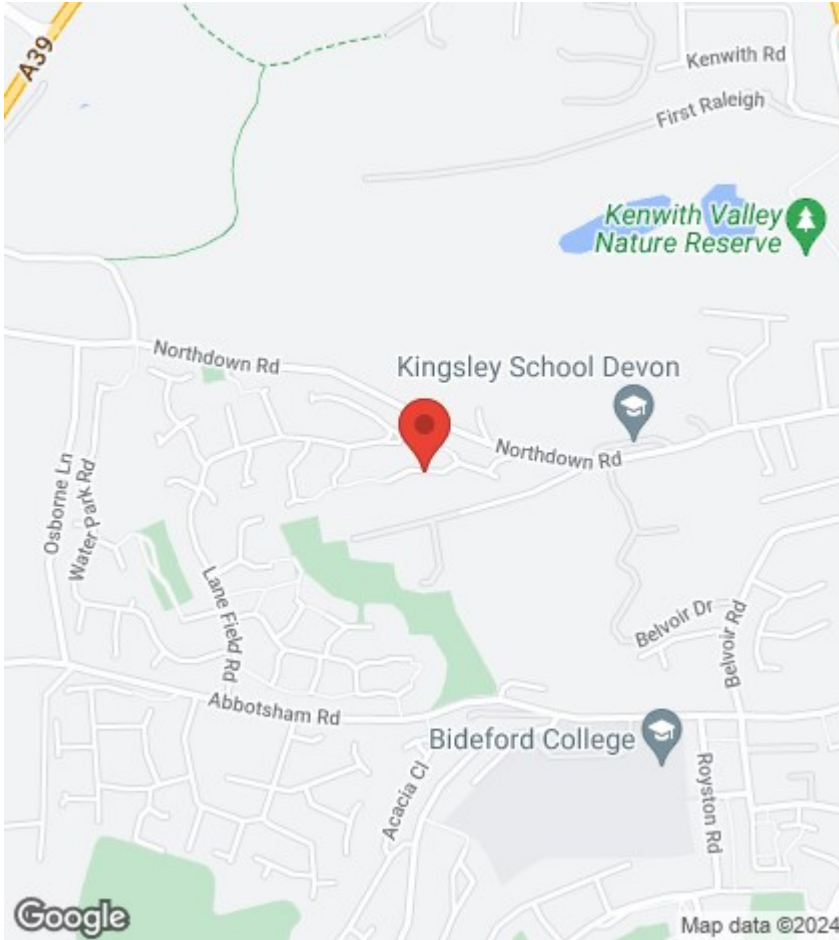 A39
Kenwith Rd
First Raleigh
Kenwith Valley
Nature Reserve
Northdown Rd
Kingsley School Devon
Northdown Rd
Osborne Ln
Water Park Rd
Lane Field Rd
Belvoir Dr
Belvoir Rd
Abbotsham Rd
Bideford College
Acacia Cl
Royston Rd
Google
Map data ©2024